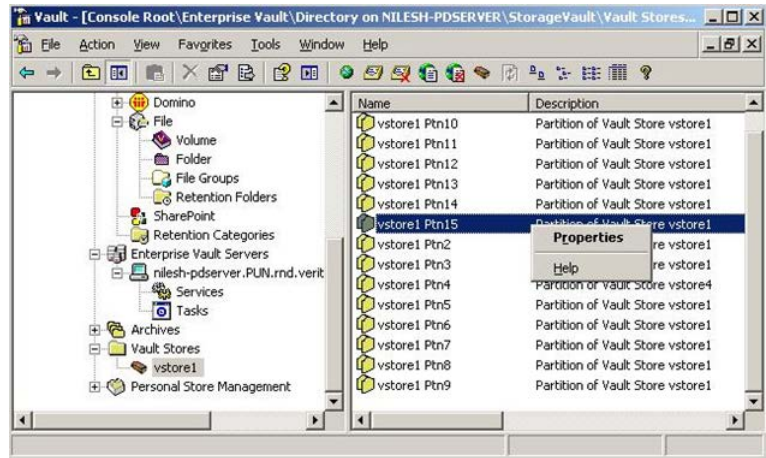 Vault - [Console Root\Enterprise Vault\Directory on NILESH-PDSERVER\StorageVault\Vault Stores...
File Action View Favorites Tools Window Help
Domino
File
Volume
Folder
File Groups
Retention Folders
SharePoint
Retention Categories
Enterprise Vault Servers
nilesh-pdserver.PUN.rnd.verit
Services
Tasks
Archives
Vault Stores
vstore1
Personal Store Management
Name Description
vstore1 Ptn10 Partition of Vault Store vstore1
vstore1 Ptn11 Partition of Vault Store vstore1
vstore1 Ptn12 Partition of Vault Store vstore1
vstore1 Ptn13 Partition of Vault Store vstore1
vstore1 Ptn14 Partition of Vault Store vstore1
vstore1 Ptn15 Partition of Vault Store vstore1
vstore1 Ptn2 re vstore1
vstore1 Ptn3 re vstore1
vstore1 Ptn4 Partition of Vault Store vstore4
vstore1 Ptn5 Partition of Vault Store vstore1
vstore1 Ptn6 Partition of Vault Store vstore1
vstore1 Ptn7 Partition of Vault Store vstore1
vstore1 Ptn8 Partition of Vault Store vstore1
vstore1 Ptn9 Partition of Vault Store vstore1
Properties
Help